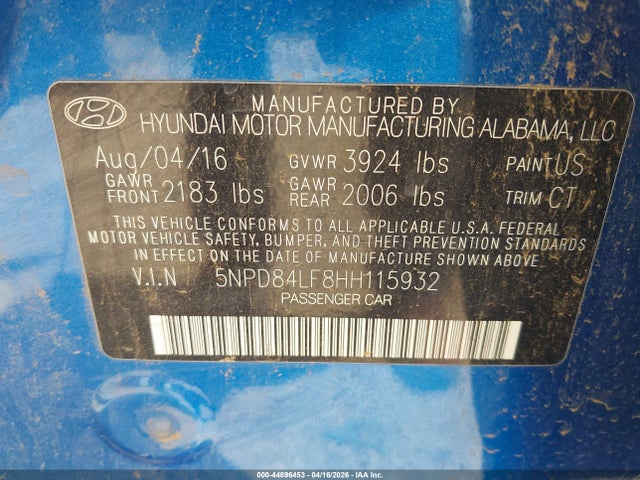 MANUFACTURED BY
HYUNDAI MOTOR MANUFACTURING ALABAMA, LLC
Aug/04/16 GVWR 3924 lbs PAINT US
GAWR FRONT 2183 lbs GAWR REAR 2006 lbs TRIM CT
THIS VEHICLE CONFORMS TO ALL APPLICABLE U.S.A. FEDERAL
MOTOR VEHICLE SAFETY, BUMPER, AND THEFT PREVENTION STANDARDS
IN EFFECT ON THE DATE OF MANUFACTURE SHOWN ABOVE.
V.I.N 5NPD84LF8HH115932
PASSENGER CAR
000-44896453 - 04/16/2026 - IAA Inc.